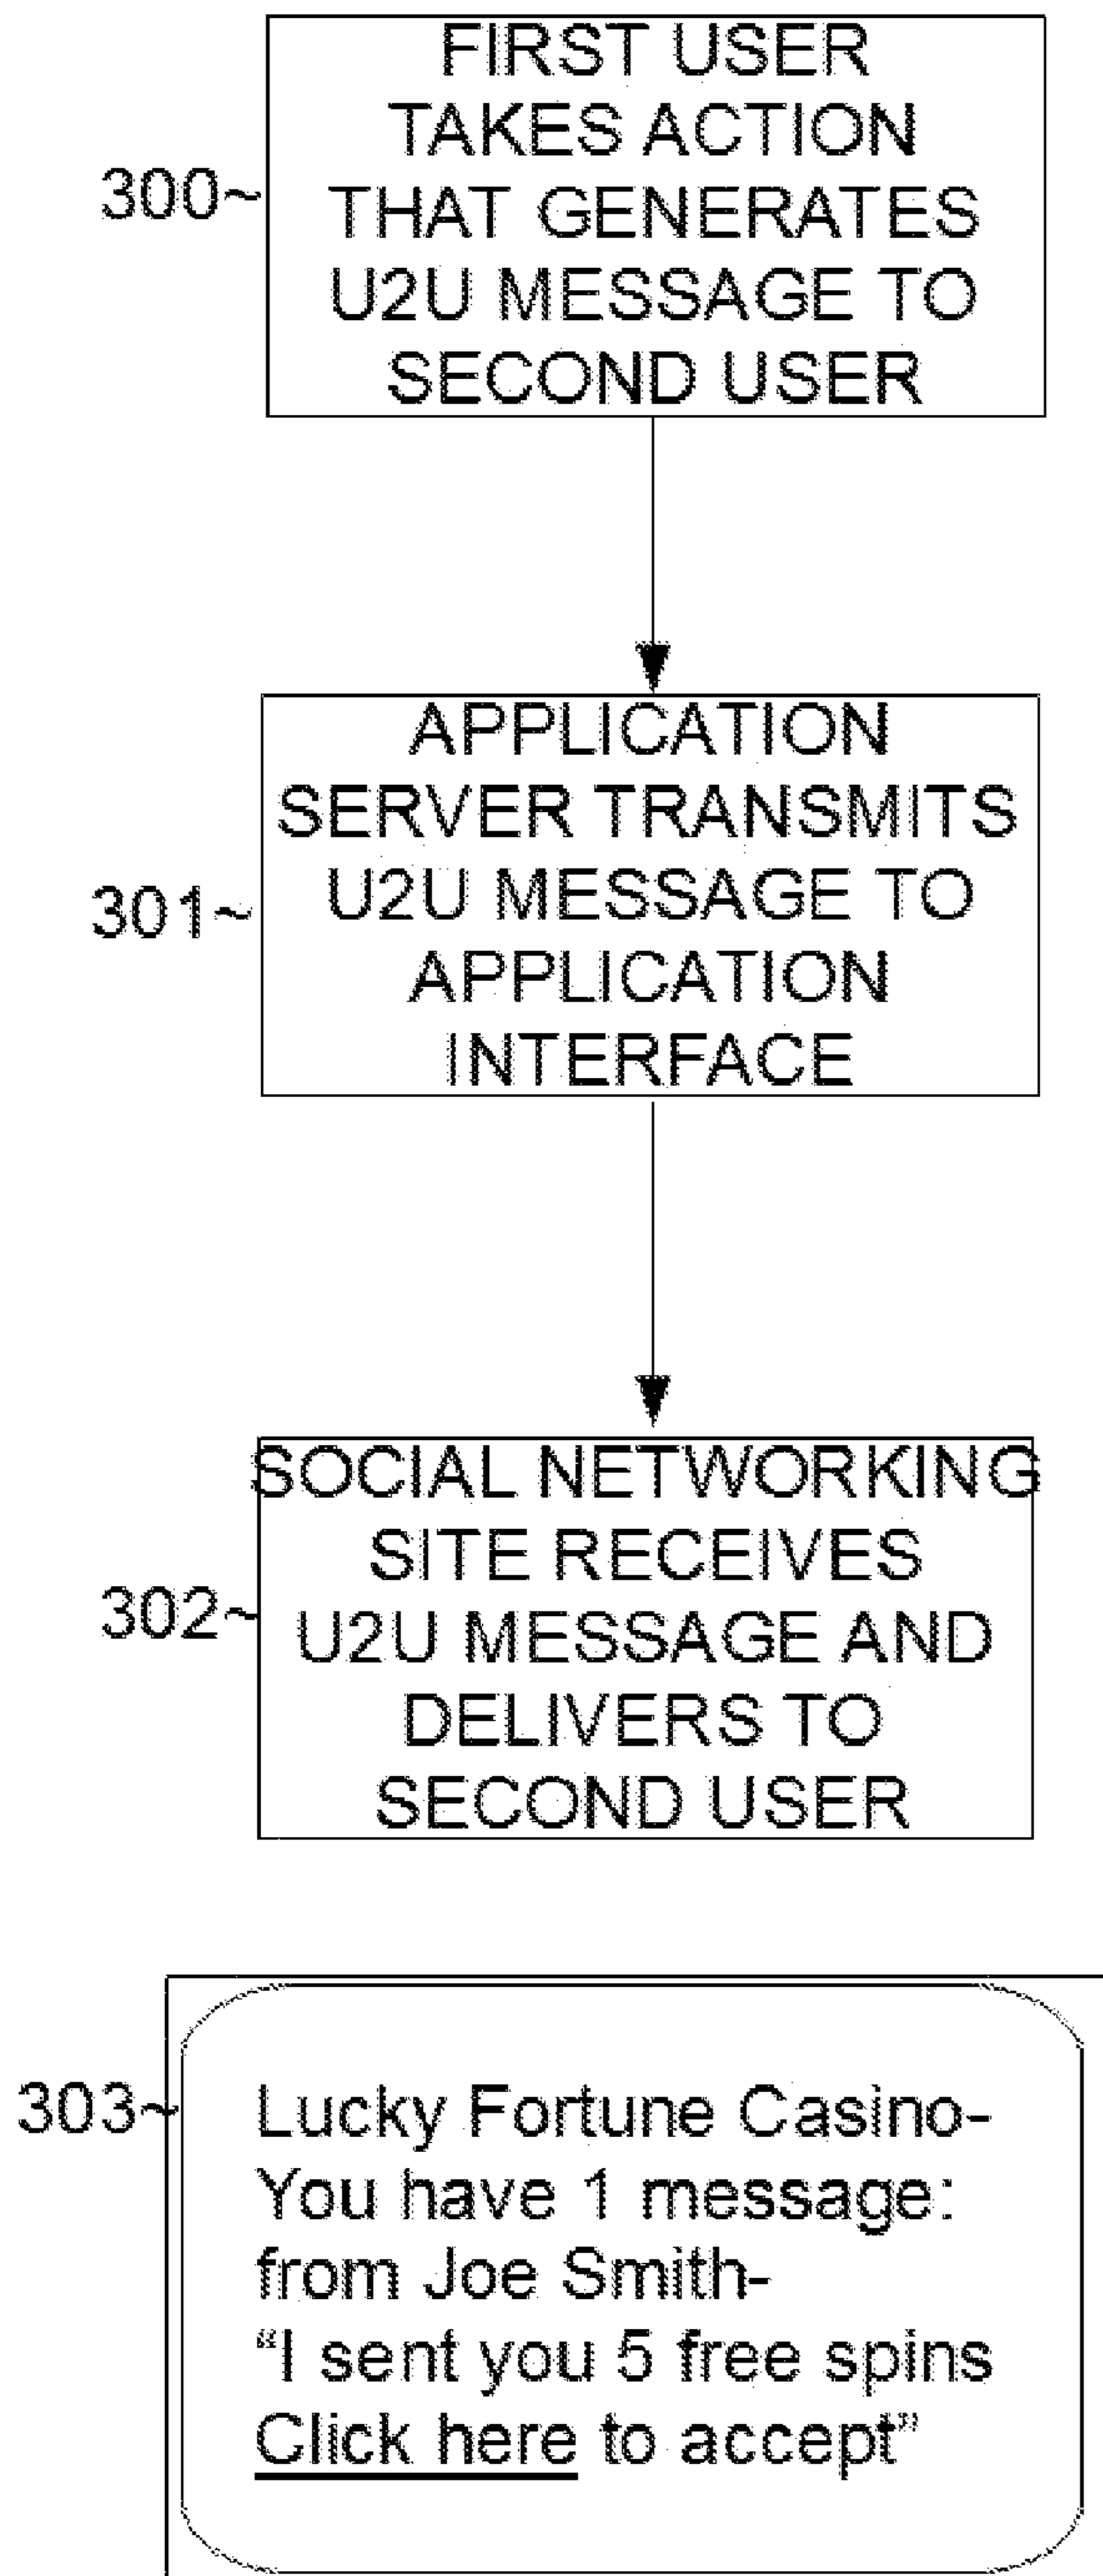 FIRST USER
TAKES ACTION
300~ THAT GENERATES
U2U MESSAGE TO
SECOND USER
APPLICATION
SERVER TRANSMITS
301~ U2U MESSAGE TO
APPLICATION
INTERFACE
SOCIAL NETWORKING
SITE RECEIVES
302~ U2U MESSAGE AND
DELIVERS TO
SECOND USER
303~ Lucky Fortune Casino-
You have 1 message:
from Joe Smith-
“I sent you 5 free spins
Click here to accept”